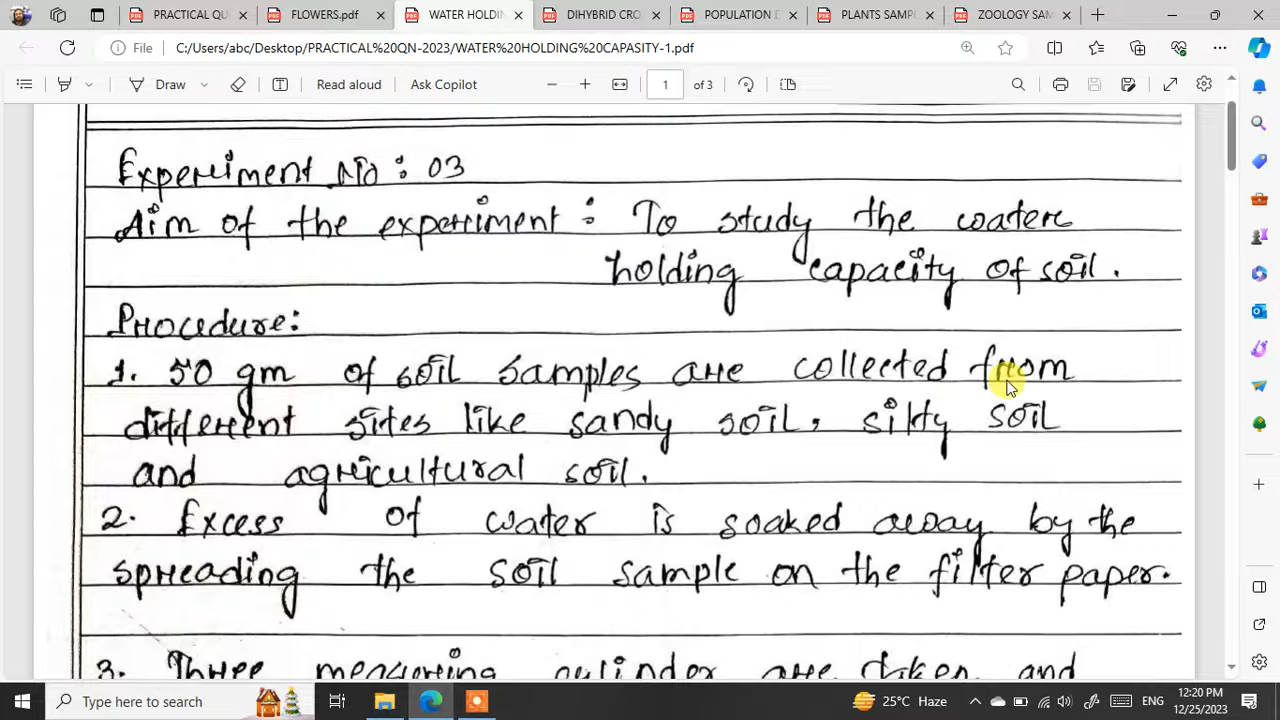 PRACTICAL QU
FLOWERS.pdf
WATER HOLDIN
DIHYBRID CRO
POPULATION D
PLANTS SAMPL
ZOOLOGY SAM
File
C:/Users/abc/Desktop/PRACTICAL%20QN-2023/WATER%20HOLDING%20CAPASITY-1.pdf
Draw
Read aloud
Ask Copilot
1 of 3
Experiment No: 03
Aim of the experiment: To study the water
holding capacity of soil.
Procedure:
1. 50 gm of soil samples are collected from
different sites like sandy soil, silty soil
and agricultural soil.
2. Excess of water is soaked away by the
spreading the soil sample on the filter paper.
3. Three measuring cylinder are taken and
Type here to search
25°C Haze
ENG
12:20 PM
12/25/2023